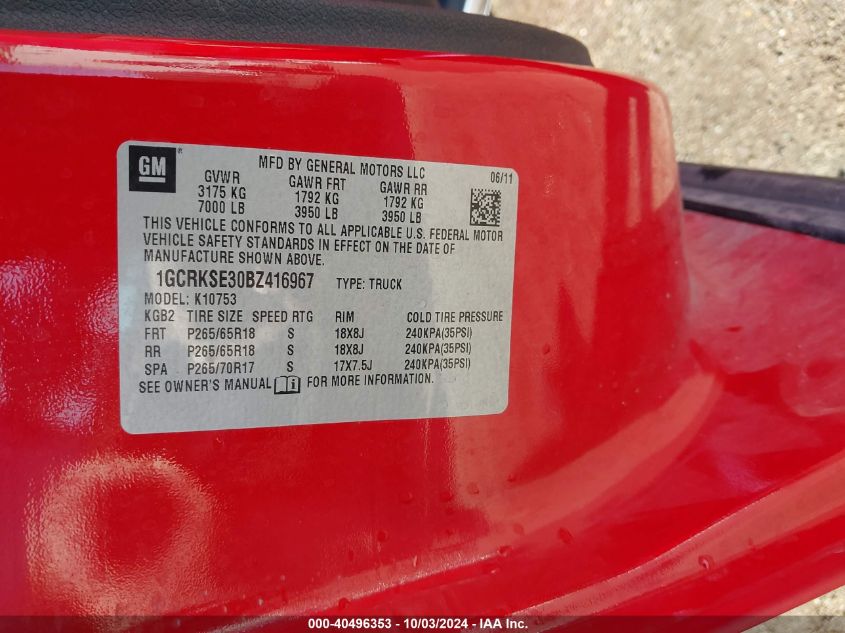 GM
MFD BY GENERAL MOTORS LLC
06/11
GVWR GAWR FRT GAWR RR
3175 KG 1792 KG 1792 KG
7000 LB 3950 LB 3950 LB
THIS VEHICLE CONFORMS TO ALL APPLICABLE U.S. FEDERAL MOTOR
VEHICLE SAFETY STANDARDS IN EFFECT ON THE DATE OF
MANUFACTURE SHOWN ABOVE.
1GCRKSE30BZ416967 TYPE: TRUCK
MODEL: K10753
KGB2 TIRE SIZE SPEED RTG RIM COLD TIRE PRESSURE
FRT P265/65R18 S 18X8J 240KPA(35PSI)
RR P265/65R18 S 18X8J 240KPA(35PSI)
SPA P265/70R17 S 17X7.5J 240KPA(35PSI)
SEE OWNER'S MANUAL FOR MORE INFORMATION.
000-40496353 - 10/03/2024 - IAA Inc.